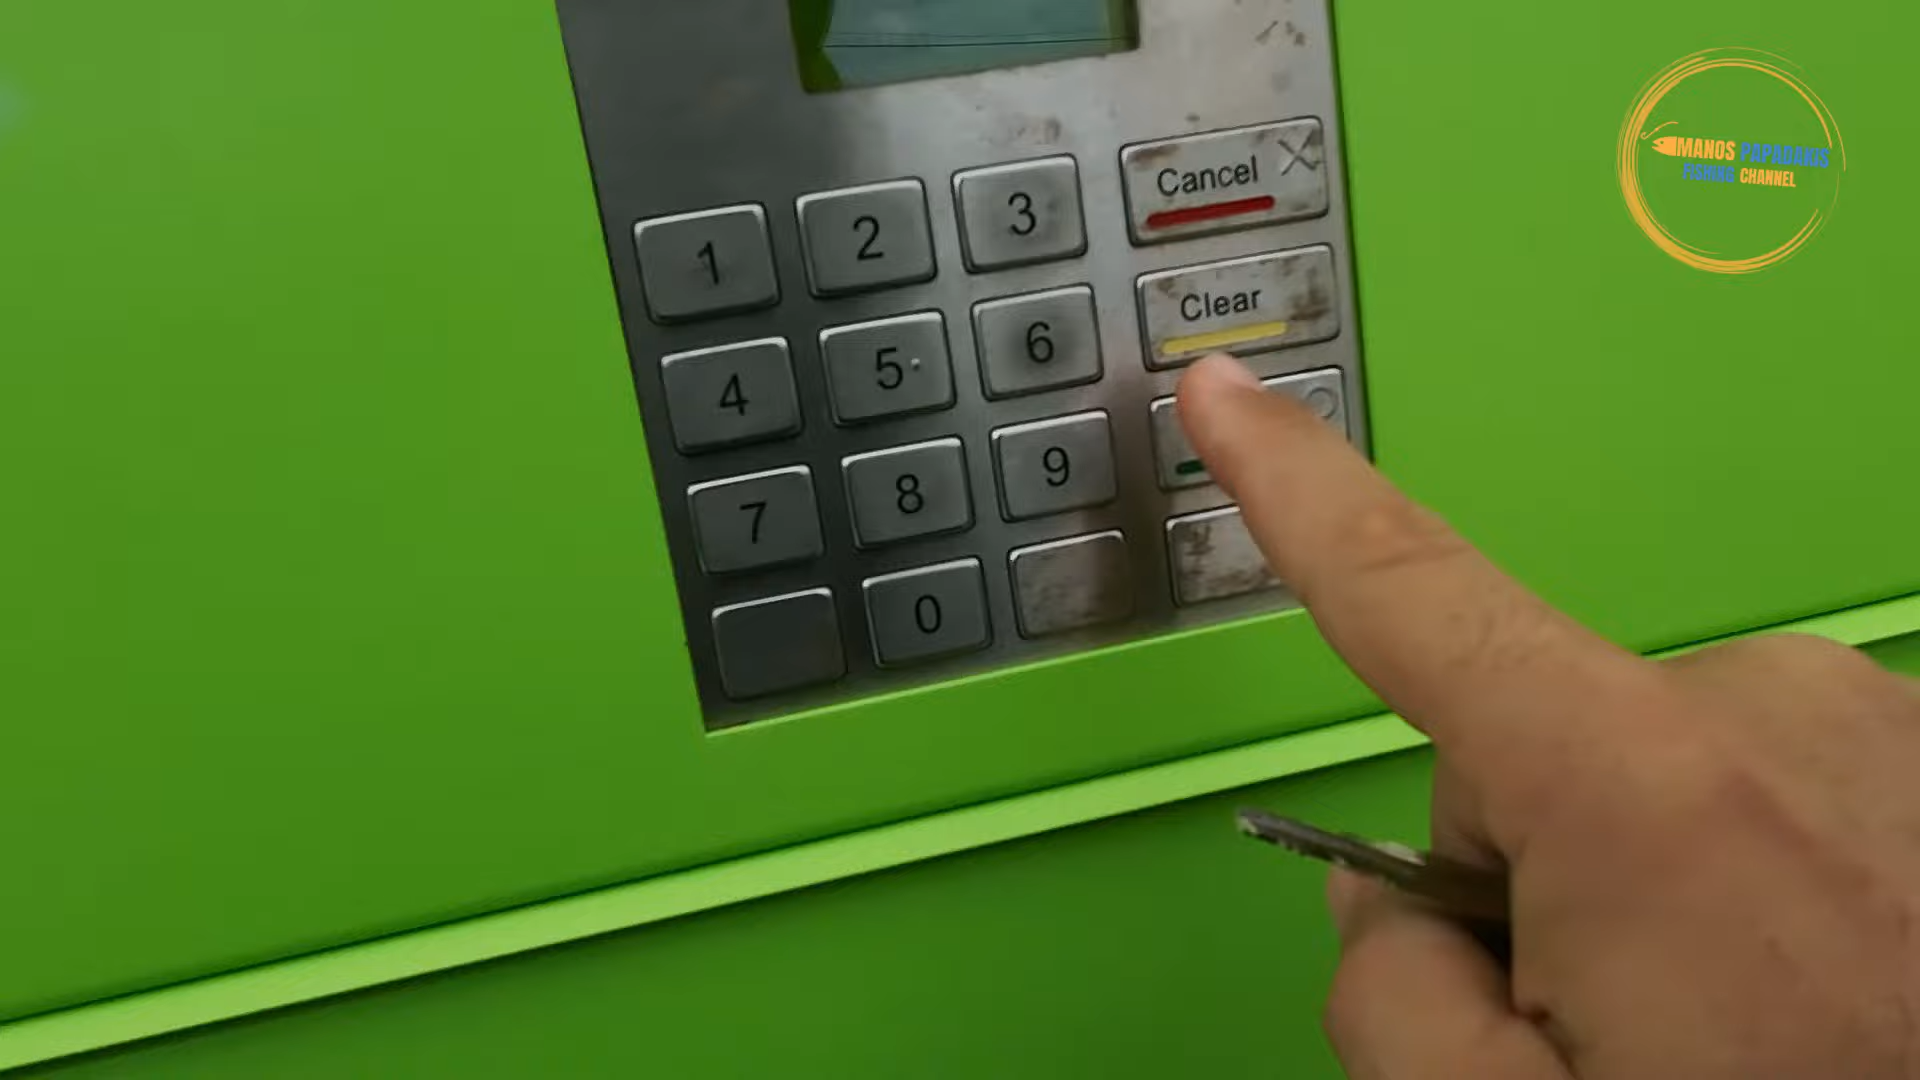 MANOS PAPADAKIS
FISHING CHANNEL
1 2 3 Cancel
4 5 6 Clear
7 8 9
0